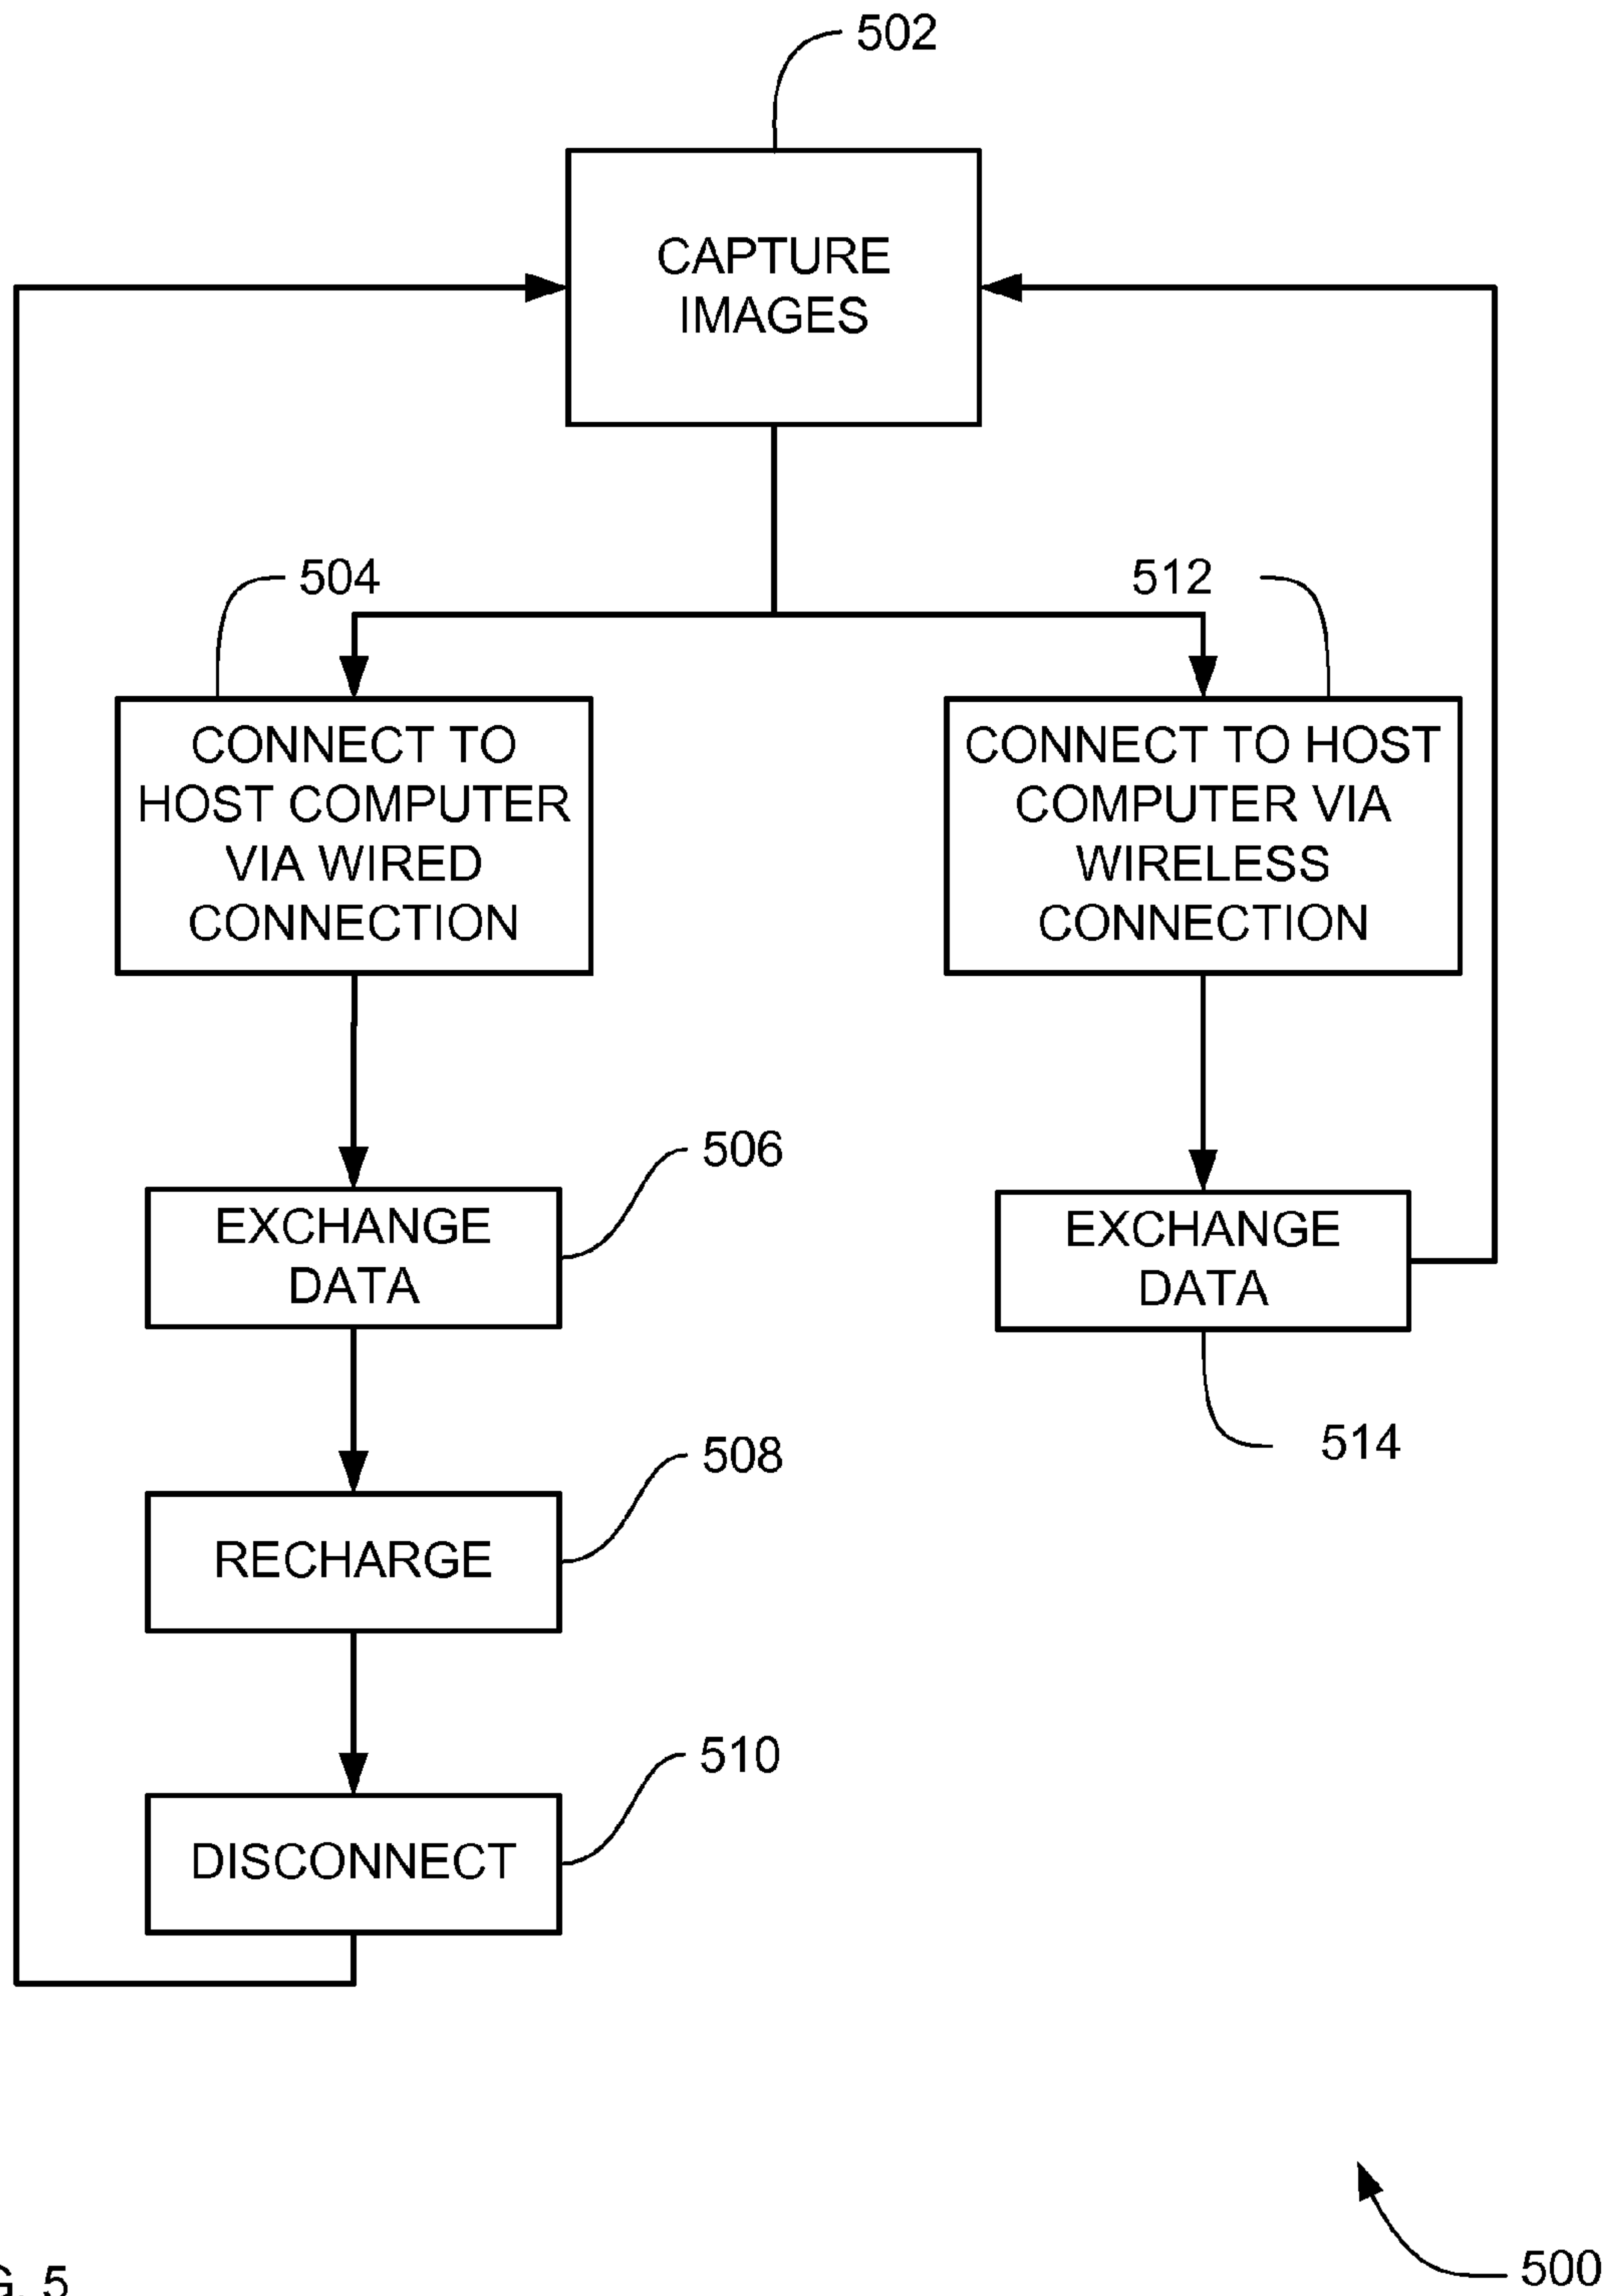 502
CAPTURE
IMAGES
504
512
CONNECT TO
HOST COMPUTER
VIA WIRED
CONNECTION
CONNECT TO HOST
COMPUTER VIA
WIRELESS
CONNECTION
506
EXCHANGE
DATA
EXCHANGE
DATA
514
508
RECHARGE
510
DISCONNECT
500
G. 5